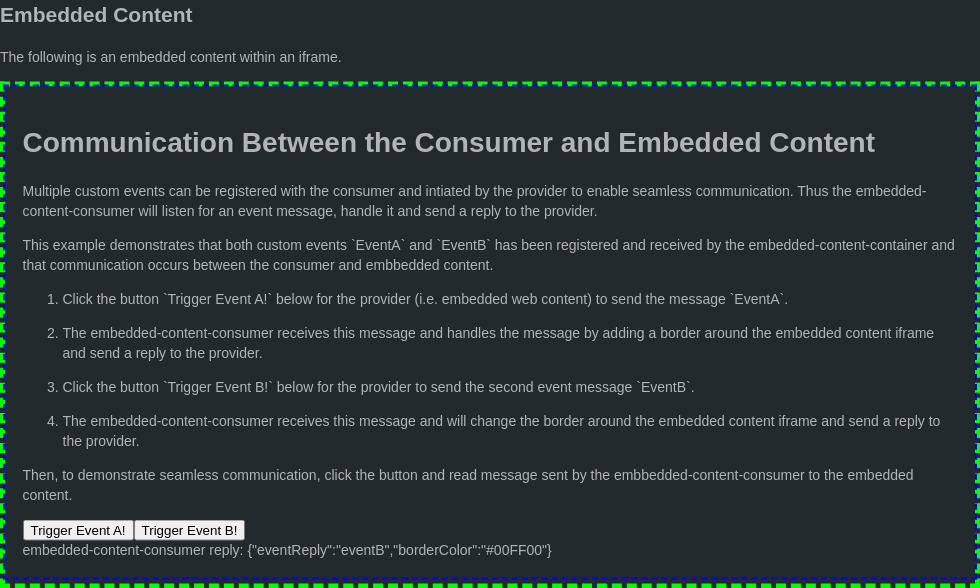 Embedded Content
The following is an embedded content within an iframe.
Communication Between the Consumer and Embedded Content
Multiple custom events can be registered with the consumer and intiated by the provider to enable seamless communication. Thus the embedded-
content-consumer will listen for an event message, handle it and send a reply to the provider.
This example demonstrates that both custom events `EventA` and `EventB` has been registered and received by the embedded-content-container and
that communication occurs between the consumer and embbedded content.
1. Click the button `Trigger Event A!` below for the provider (i.e. embedded web content) to send the message `EventA`.
2. The embedded-content-consumer receives this message and handles the message by adding a border around the embedded content iframe
and send a reply to the provider.
3. Click the button `Trigger Event B!` below for the provider to send the second event message `EventB`.
4. The embedded-content-consumer receives this message and will change the border around the embedded content iframe and send a reply to
the provider.
Then, to demonstrate seamless communication, click the button and read message sent by the embbedded-content-consumer to the embedded
content.
Trigger Event A! Trigger Event B!
embedded-content-consumer reply: {"eventReply":"eventB","borderColor":"#00FF00"}